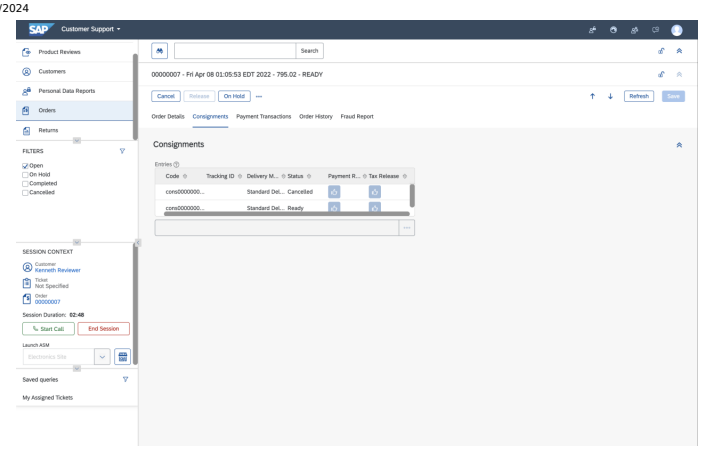 /2024
SAP Customer Support
Product Reviews
Customers
Personal Data Reports
Orders
Returns
FILTERS
Open
On Hold
Completed
Cancelled
SESSION CONTEXT
Customer
Kenneth Reviewer
Ticket
Not Specified
Order
00000007
Session Duration: 02:48
Start Call End Session
Launch ASM
Electronics Site
Saved queries
My Assigned Tickets
Search
00000007 - Fri Apr 08 01:05:53 EDT 2022 - 795.02 - READY
Cancel Release On Hold ••• Refresh Save
Order Details Consignments Payment Transactions Order History Fraud Report
Consignments
Entries
Code Tracking ID Delivery M... Status Payment R... Tax Release
cons0000000... Standard Del... Cancelled
cons0000000... Standard Del... Ready
•••